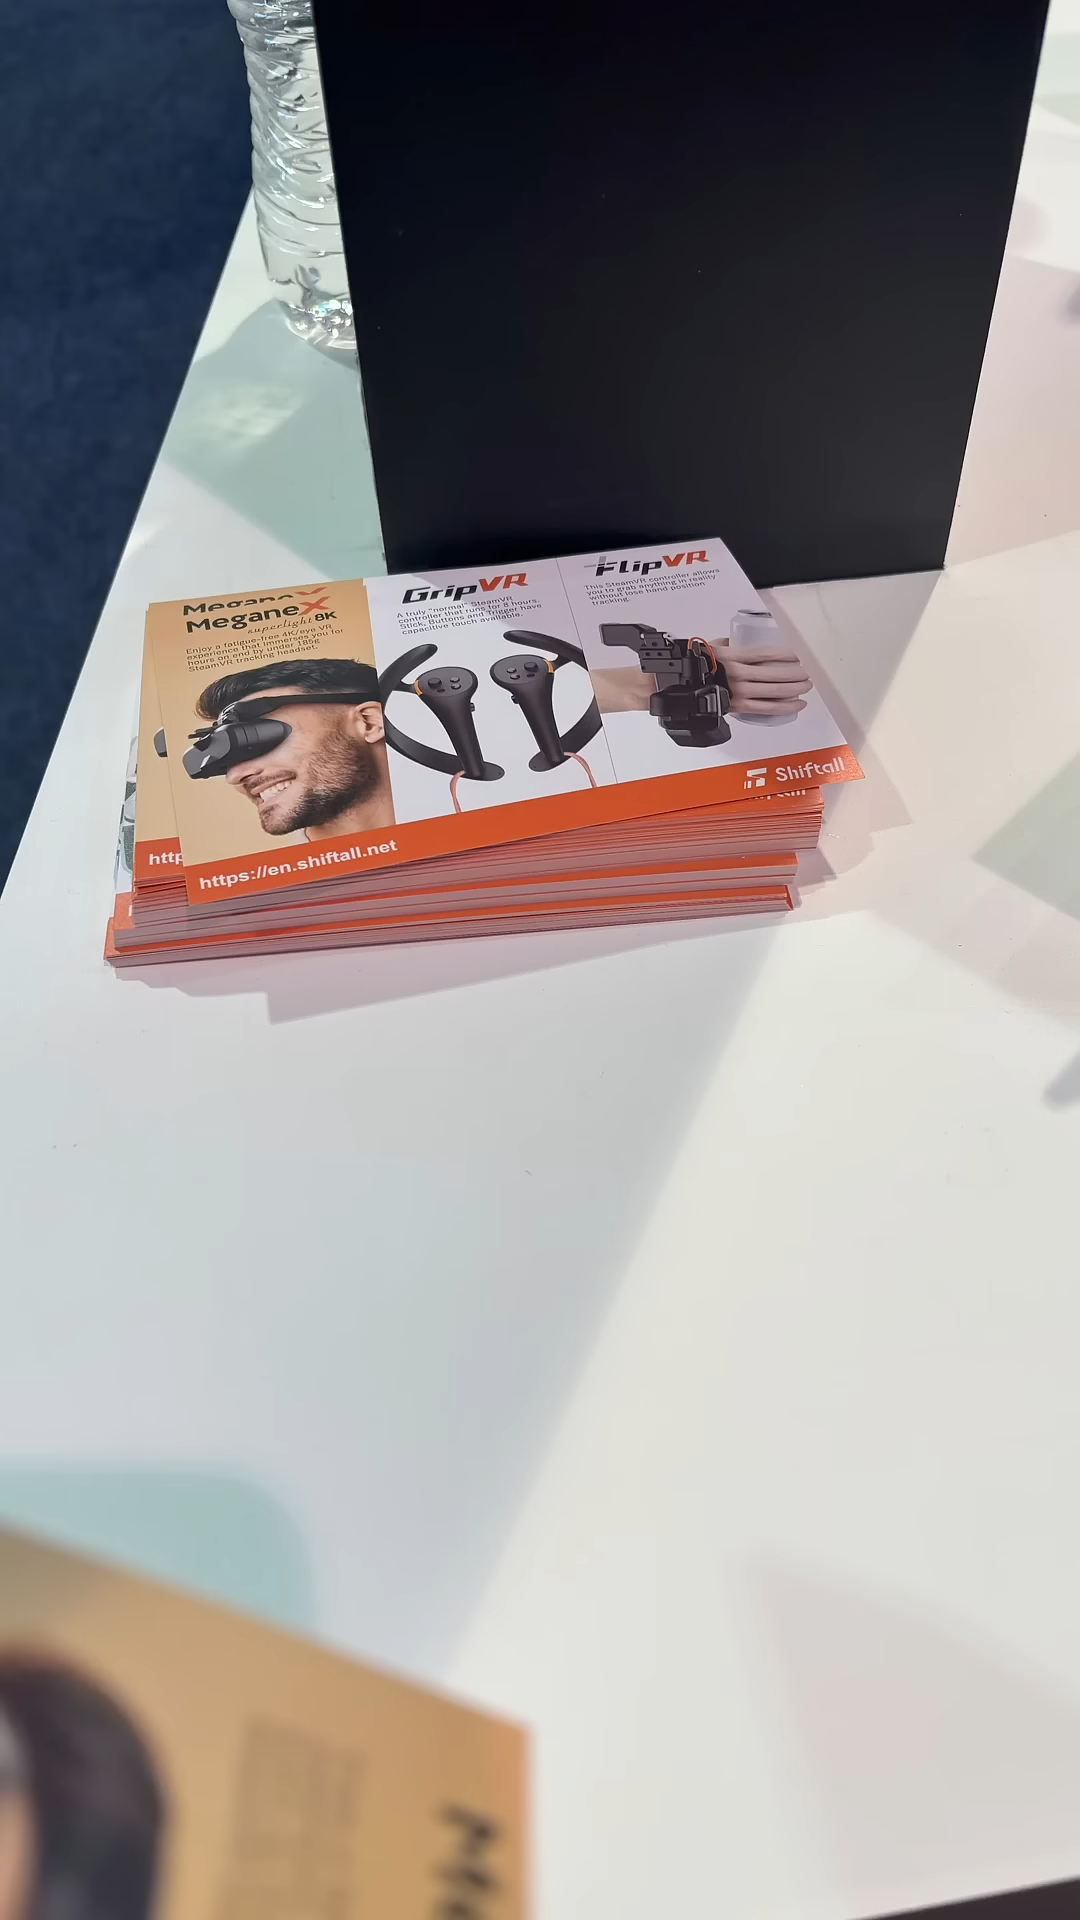 MeganeX
MeganeX
superlight 8K
Enjoy a fatigue-free 4K/eye VR
experience that immerses you for
hours on end by under 185g
SteamVR tracking headset.
GripVR
A truly "normal" SteamVR
controller that runs for 8 hours.
Stick, Buttons and Trigger have
capacitive touch available.
FlipVR
This SteamVR controller allows
you to grab anything in reality
without lose hand position
tracking.
Shiftall
http
https://en.shiftall.net